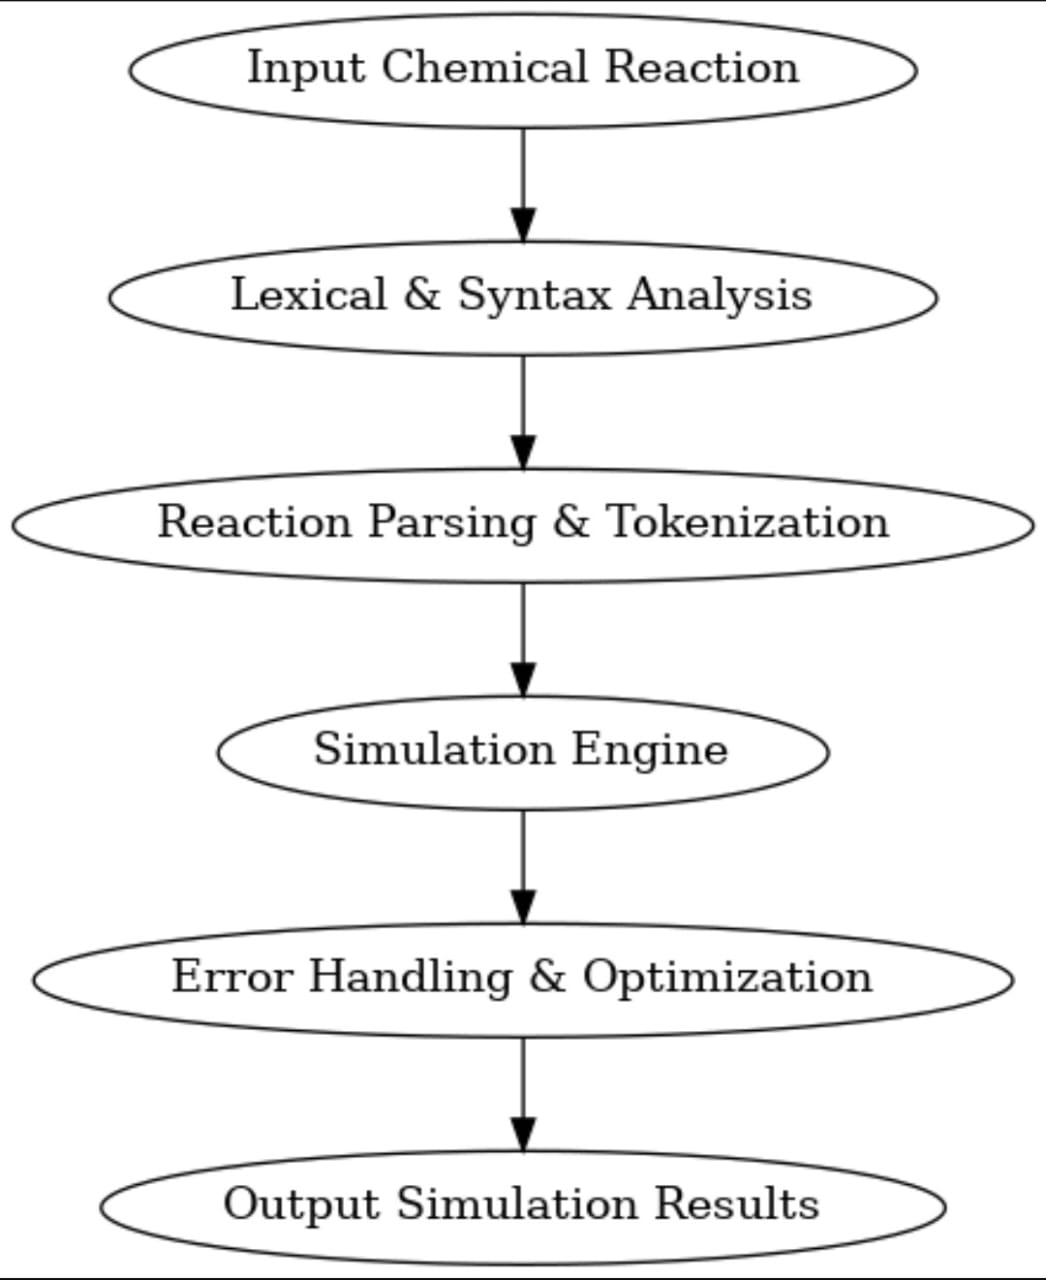 Input Chemical Reaction
Lexical & Syntax Analysis
Reaction Parsing & Tokenization
Simulation Engine
Error Handling & Optimization
Output Simulation Results